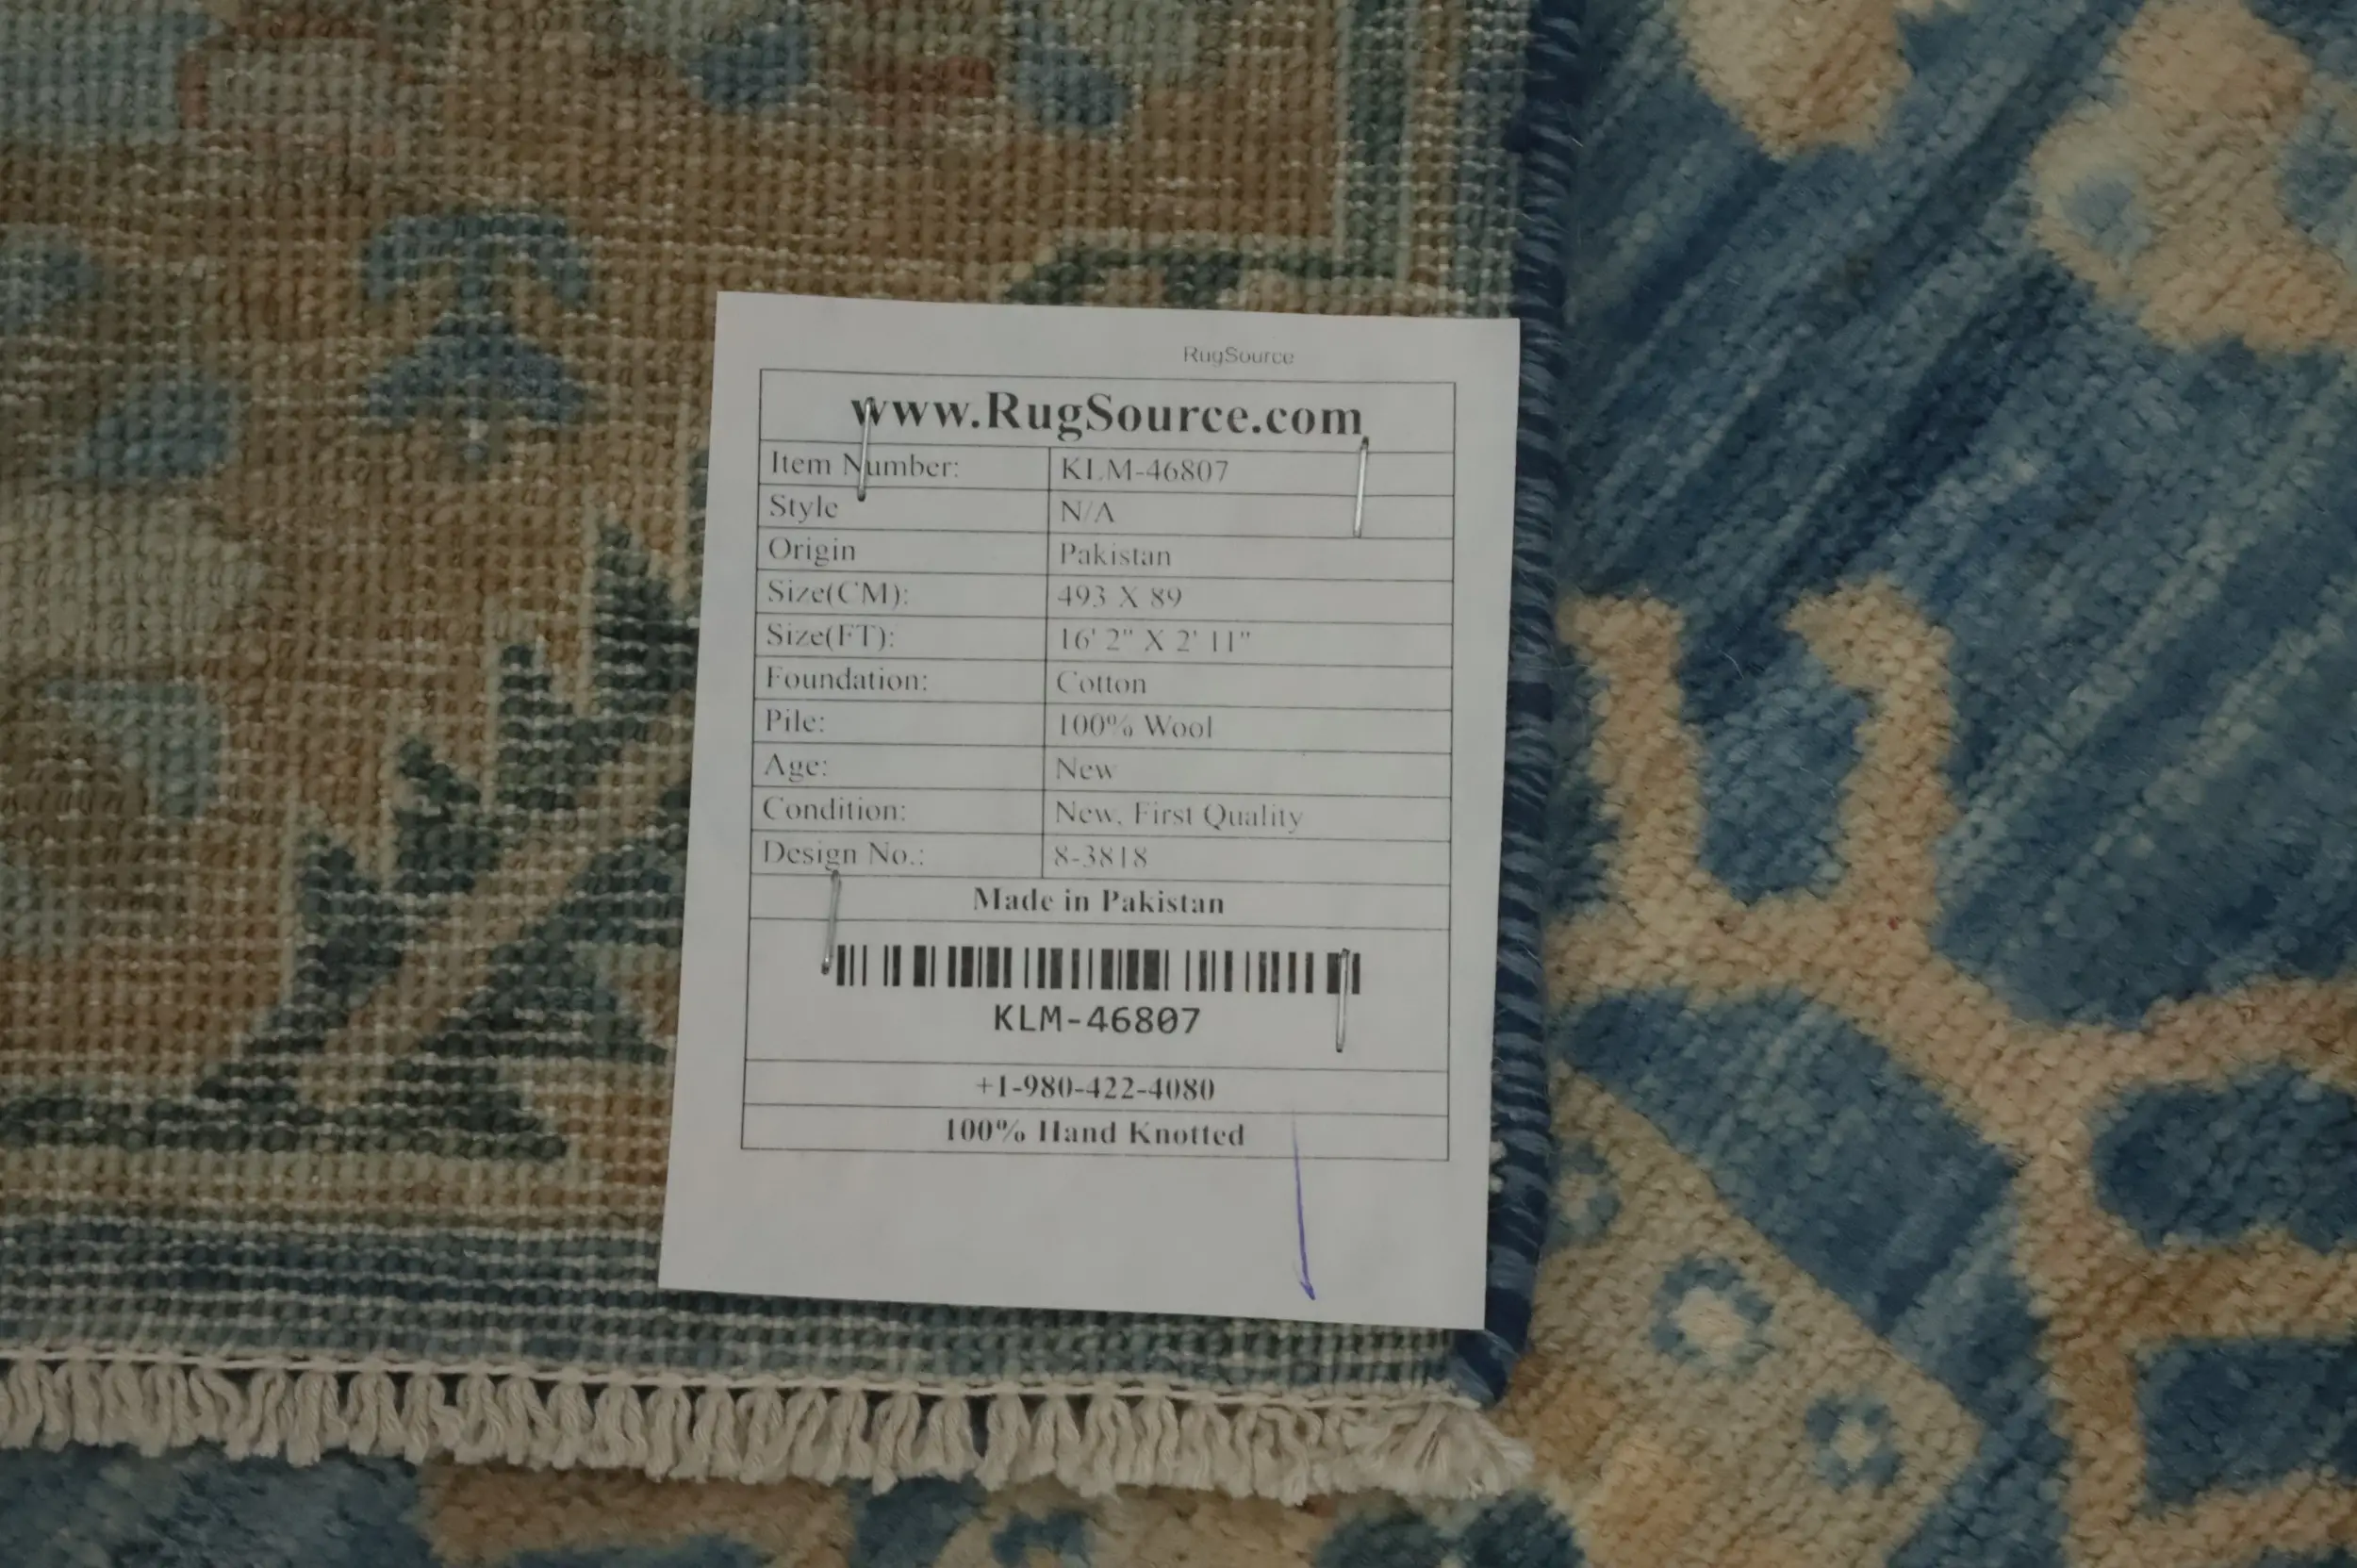 RugSource
www.RugSource.com
Item Number: KLM-46807
Style N/A
Origin Pakistan
Size(CM): 493 X 89
Size(FT): 16' 2" X 2' 11"
Foundation: Cotton
Pile: 100% Wool
Age: New
Condition: New, First Quality
Design No.: 8-3818
Made in Pakistan
KLM-46807
+1-980-422-4080
100% Hand Knotted